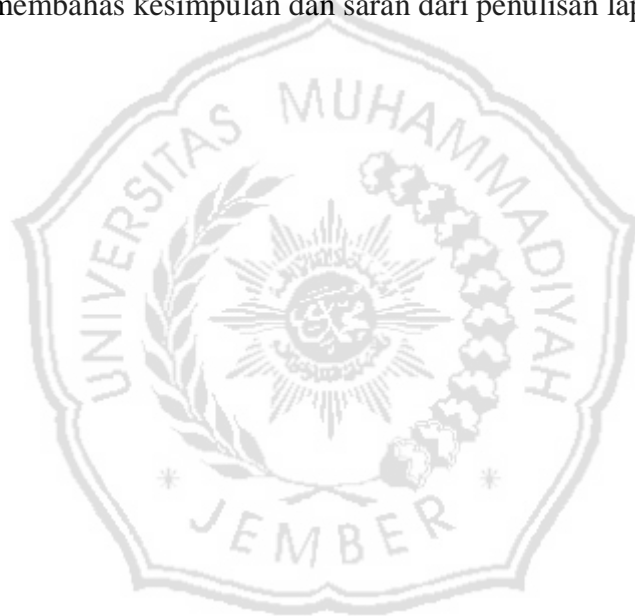 membahas kesimpulan dan saran dari penulisan lap
UNIVERSITAS MUHAMMADIYAH
* JEMBER *